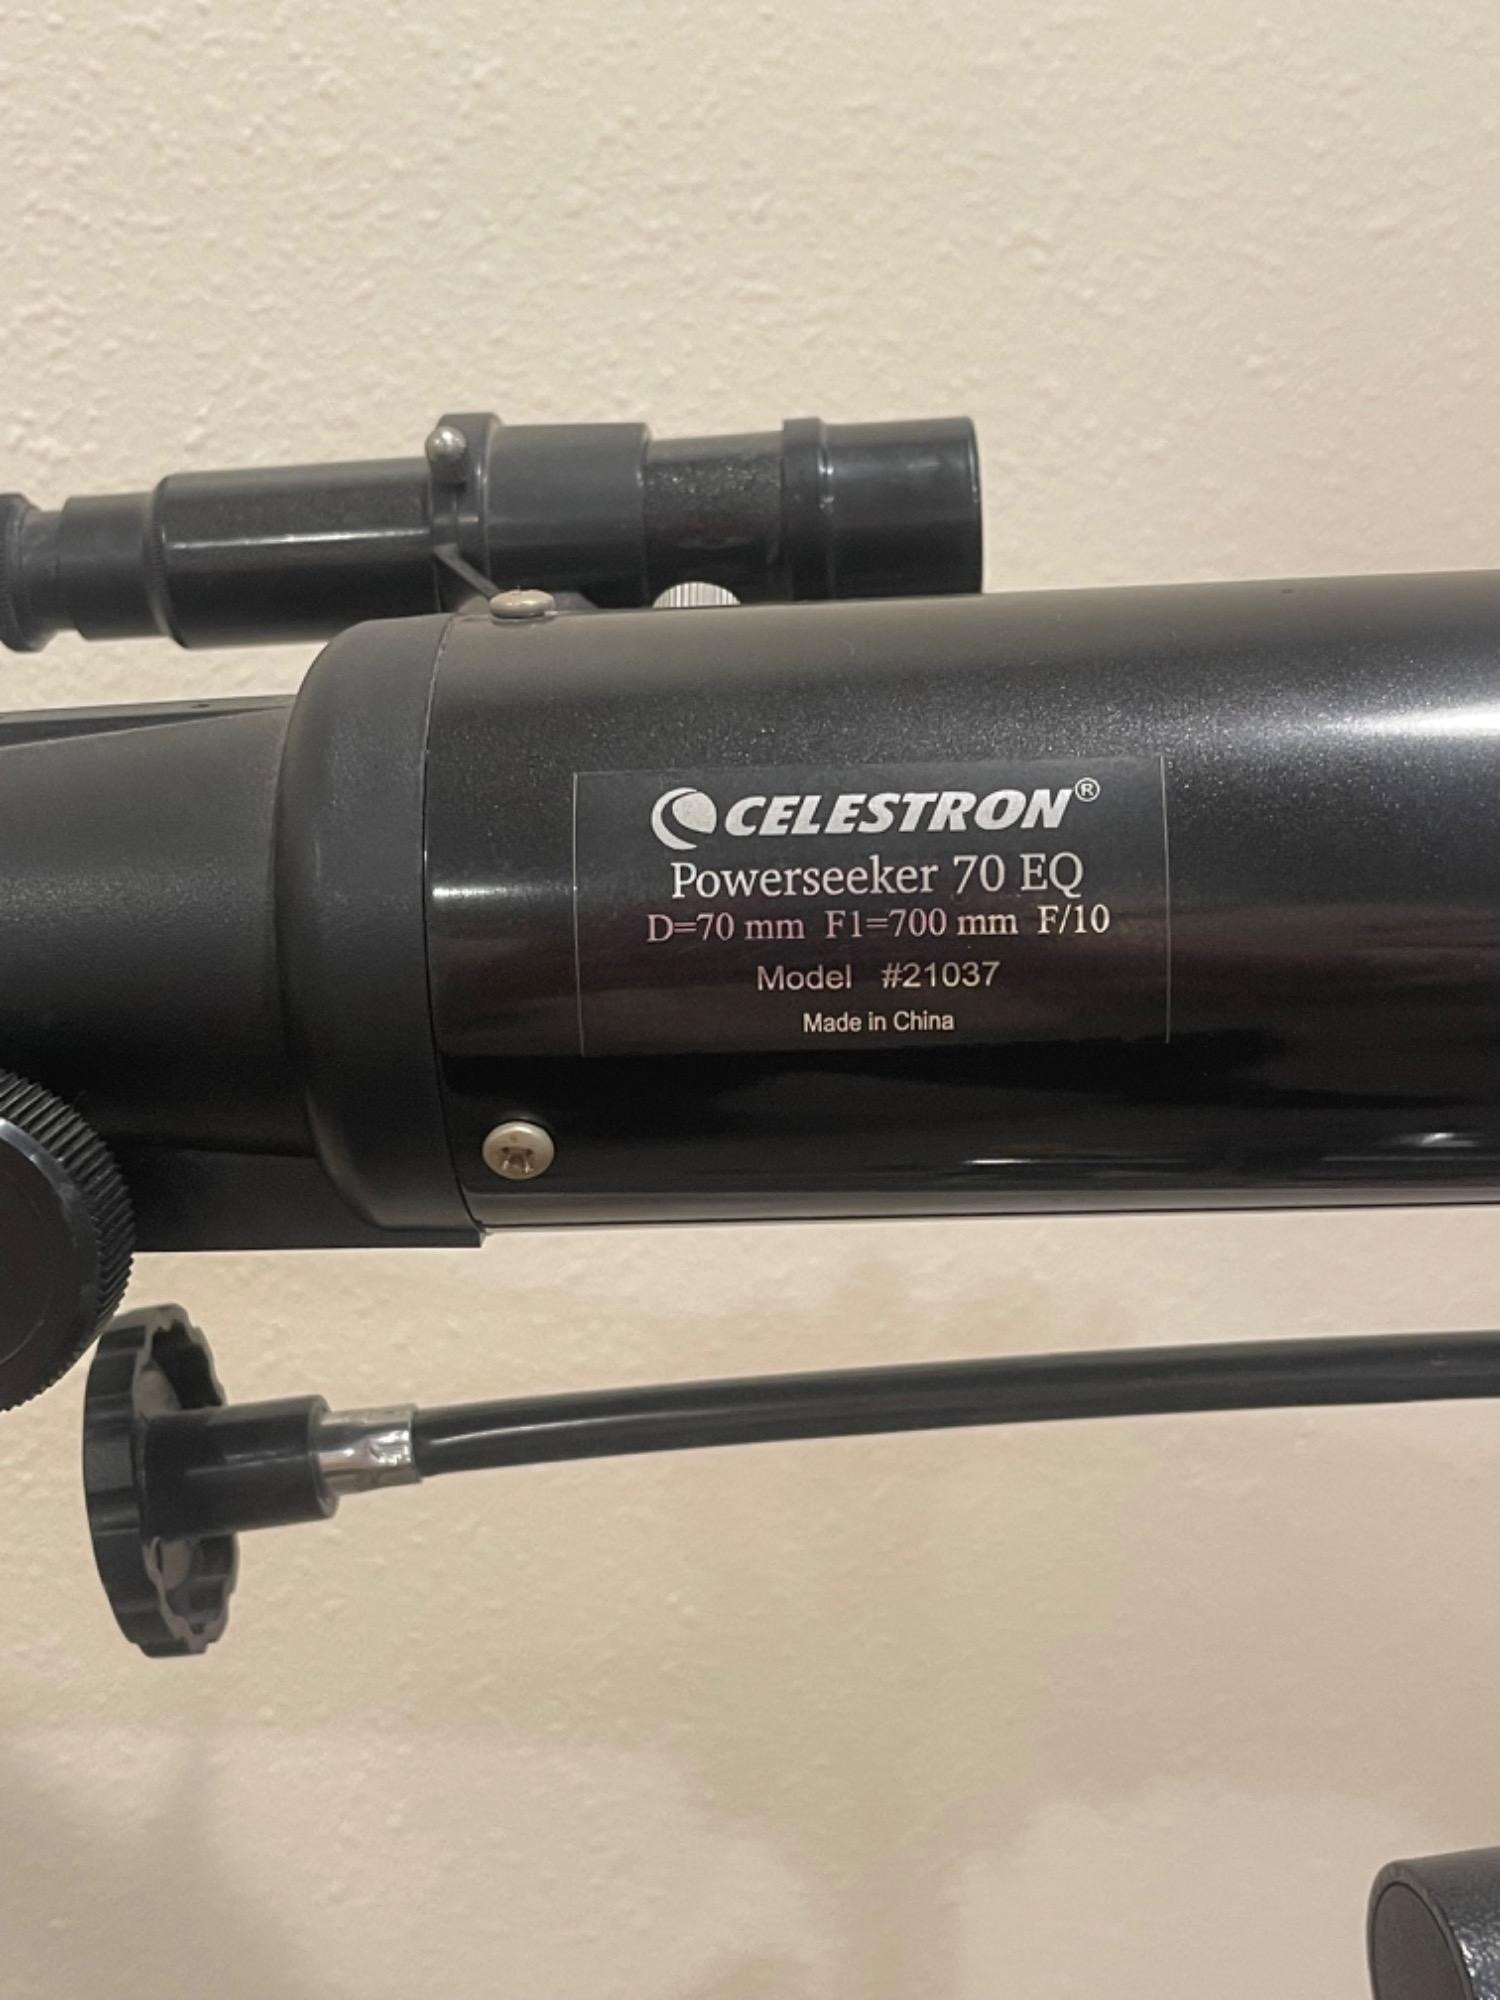 CELESTRON®
Powerseeker 70 EQ
D=70 mm F1=700 mm F/10
Model #21037
Made in China